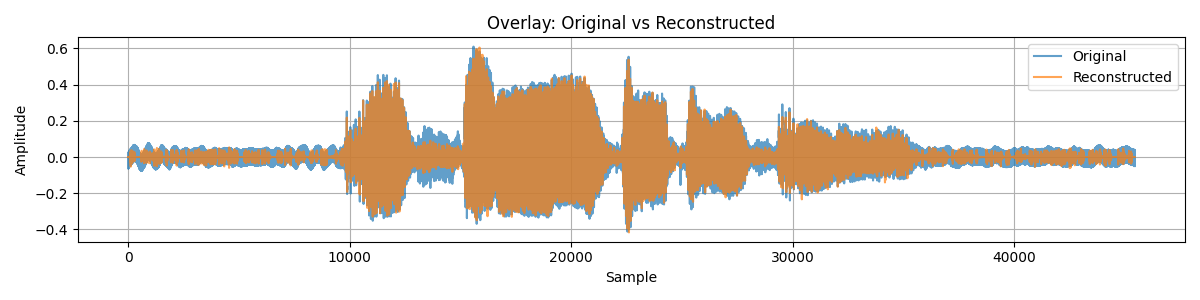 Overlay: Original vs Reconstructed
0.6
0.4
0.2
0.0
−0.2
−0.4
Amplitude
Original
Reconstructed
0
10000
20000
30000
40000
Sample